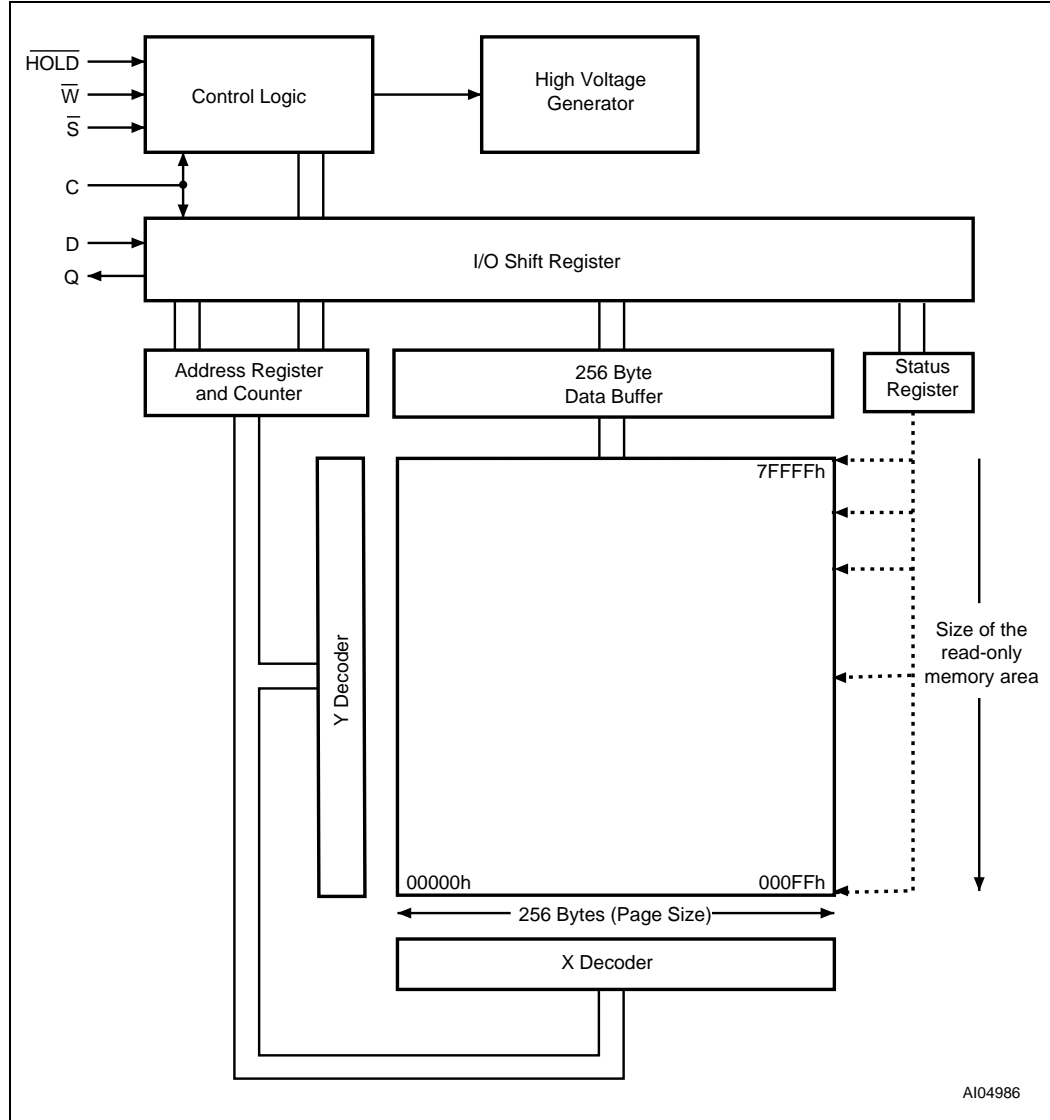 H̅O̅L̅D̅
W̅
S̅
Control Logic
High Voltage
Generator
C
D
Q
I/O Shift Register
Address Register
and Counter
256 Byte
Data Buffer
Status
Register
7FFFFh
Y Decoder
Size of the
read-only
memory area
00000h
000FFh
256 Bytes (Page Size)
X Decoder
AI04986